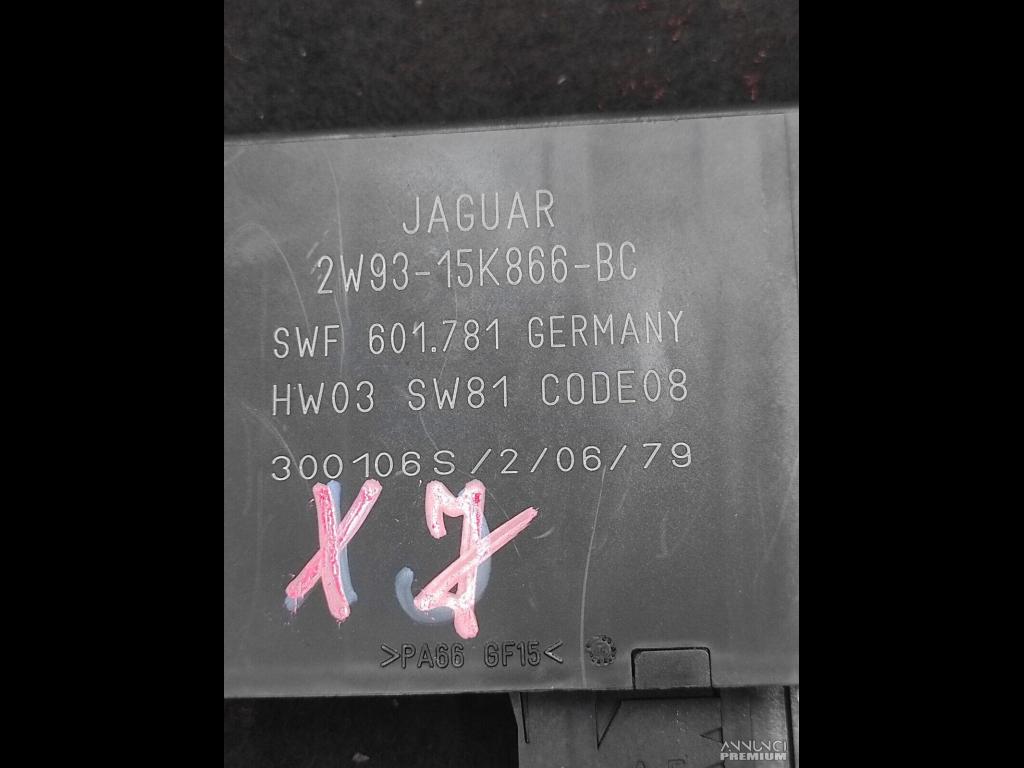 JAGUAR
2W93-15K866-BC
SWF 601.781 GERMANY
HW03 SW81 CODE08
300106S/2/06/79
XJ
>PA66 GF15<
ANNUNCI
PREMIUM